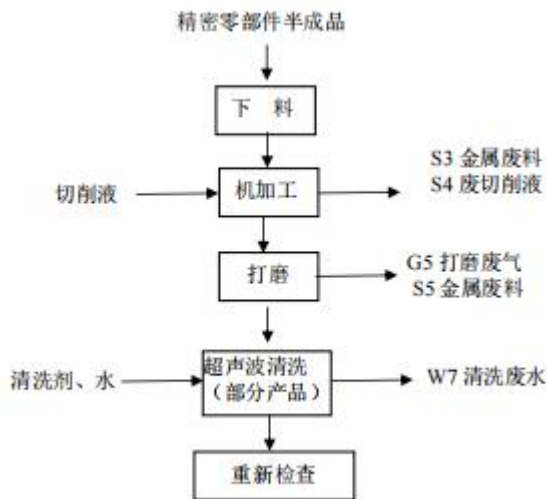 精密零部件半成品
下 料
S3 金属废料
S4 废切削液
切削液
机加工
G5 打磨废气
S5 金属废料
打磨
超声波清洗
（部分产品）
清洗剂、水
W7 清洗废水
重新检查